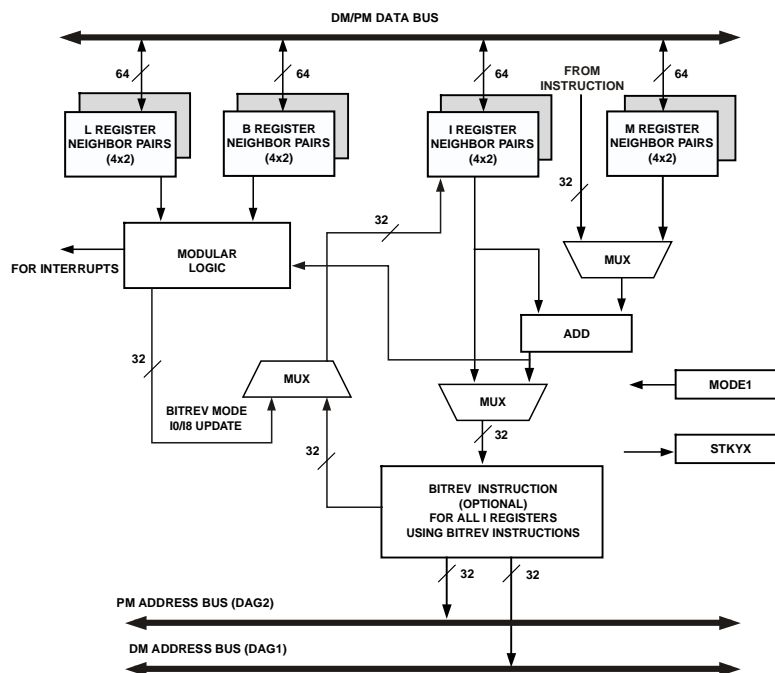 DM/PM DATA BUS
64
64
64
FROM
INSTRUCTION
64
L REGISTER
NEIGHBOR PAIRS
(4x2)
B REGISTER
NEIGHBOR PAIRS
(4x2)
I REGISTER
NEIGHBOR PAIRS
(4x2)
M REGISTER
NEIGHBOR PAIRS
(4x2)
32
32
MODULAR
LOGIC
FOR INTERRUPTS
MUX
ADD
32
MUX
MUX
MODE1
BITREV MODE
I0/I8 UPDATE
32
32
STKYX
BITREV INSTRUCTION
(OPTIONAL)
FOR ALL I REGISTERS
USING BITREV INSTRUCTIONS
32
32
PM ADDRESS BUS (DAG2)
DM ADDRESS BUS (DAG1)